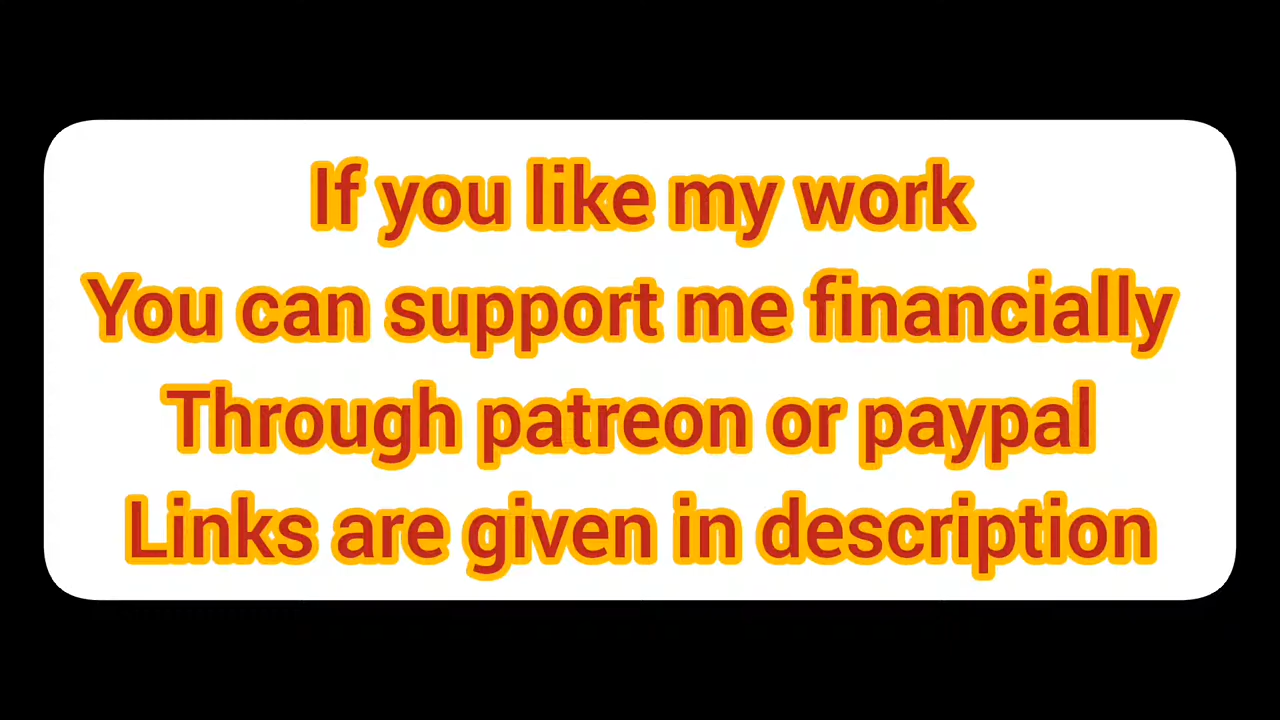 If you like my work
You can support me financially
Through patreon or paypal
Links are given in description